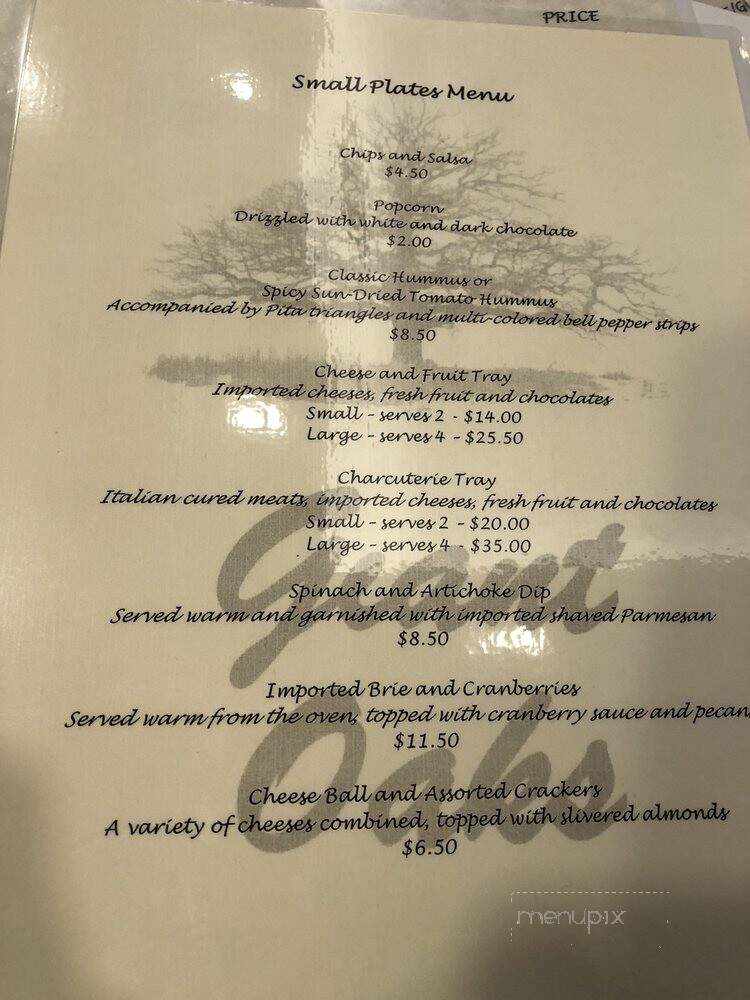 PRICE
Small Plates Menu
Chips and Salsa
$4.50
Popcorn
Drizzled with white and dark chocolate
$2.00
Classic Hummus or
Spicy Sun-Dried Tomato Hummus
Accompanied by Pita triangles and multi-colored bell pepper strips
$8.50
Cheese and Fruit Tray
Imported cheeses, fresh fruit and chocolates
Small - serves 2 - $14.00
Large - serves 4 - $25.50
Charcuterie Tray
Italian cured meats, imported cheeses, fresh fruit and chocolates
Small - serves 2 - $20.00
Large - serves 4 - $35.00
Giant
Spinach and Artichoke Dip
Served warm and garnished with imported shaved Parmesan
$8.50
Imported Brie and Cranberries
Served warm from the oven, topped with cranberry sauce and pecan
$11.50
Oaks
Cheese Ball and Assorted Crackers
A variety of cheeses combined, topped with slivered almonds
$6.50
menupix